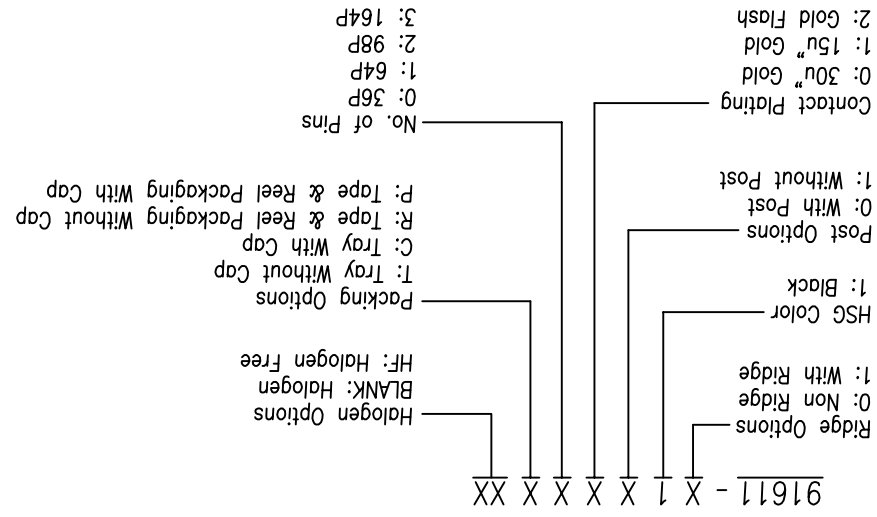 91611 - X 1 X X X X XX
Ridge Options
0: Non Ridge
1: With Ridge
HSG Color
1: Black
Post Options
0: With Post
1: Without Post
Contact Plating
0: 30u" Gold
1: 15u" Gold
2: Gold Flash
Halogen Options
BLANK: Halogen
HF: Halogen Free
Packing Options
T: Tray Without Cap
C: Tray With Cap
R: Tape & Reel Packaging Without Cap
P: Tape & Reel Packaging With Cap
No. of Pins
0: 36P
1: 64P
2: 98P
3: 164P